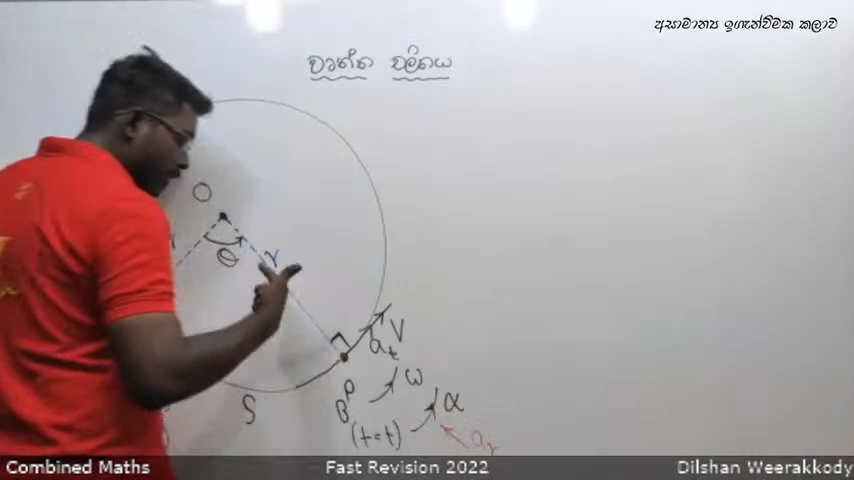 අසාමාන්‍ය ඉගැන්වීමක කලාව
වෘත්ත චලිතය
O
θ
r
V
a_t
P
ω
B
S
α
(t=t)
a_r
Combined Maths
Fast Revision 2022
Dilshan Weerakkody